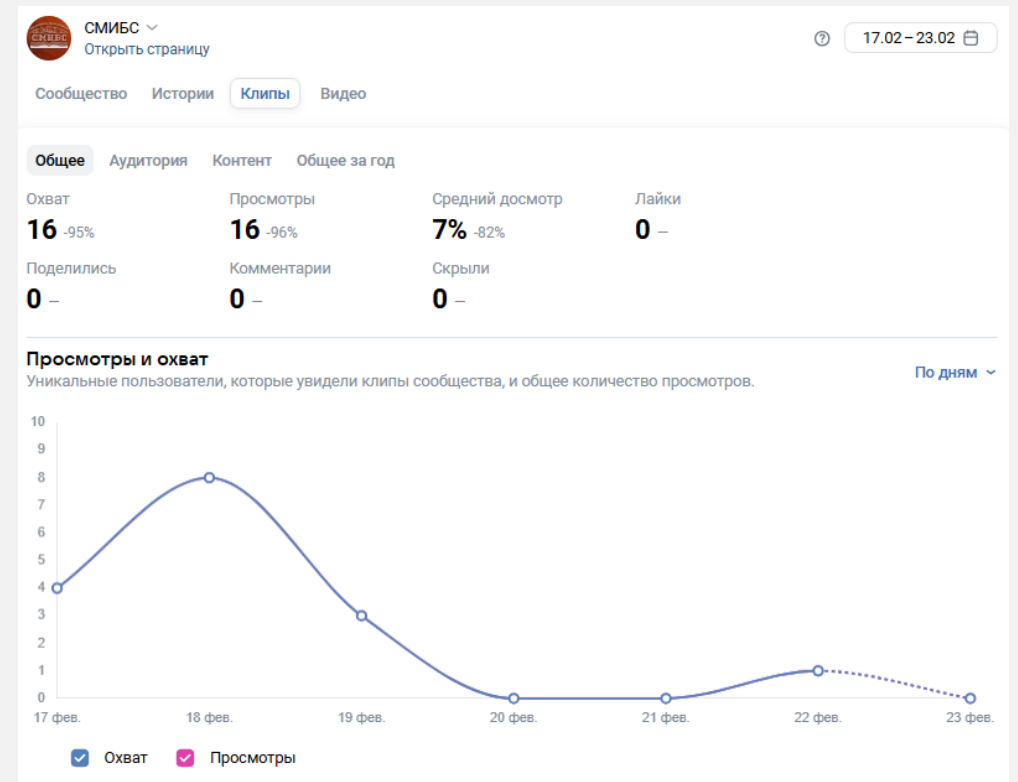 СМИБС
Открыть страницу
17.02 – 23.02
Сообщество Истории Клипы Видео
Общее Аудитория Контент Общее за год
Охват Просмотры Средний досмотр Лайки
16 -95% 16 -96% 7% -82% 0 –
Поделились Комментарии Скрыли
0 – 0 – 0 –
Просмотры и охват
Уникальные пользователи, которые увидели клипы сообщества, и общее количество просмотров.
По дням
10
9
8
7
6
5
4
3
2
1
0
17 фев. 18 фев. 19 фев. 20 фев. 21 фев. 22 фев. 23 фев.
Охват Просмотры